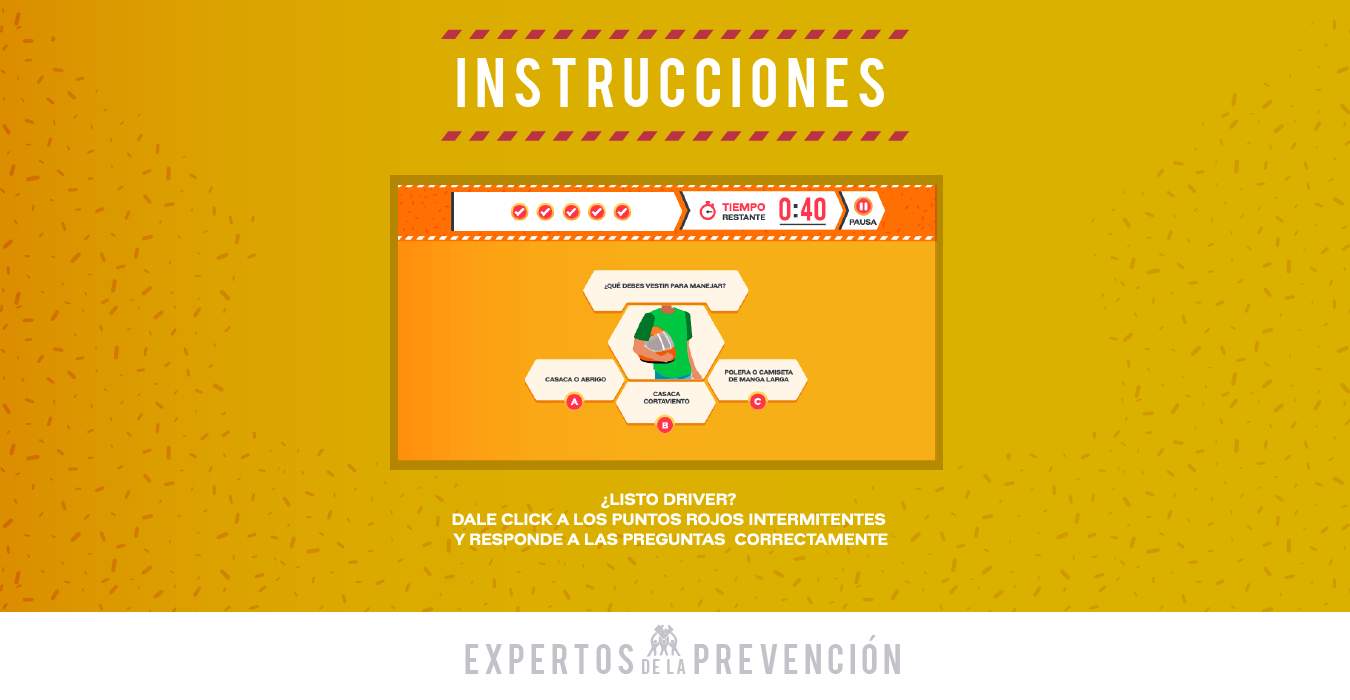 INSTRUCCIONES
TIEMPO
RESTANTE
0:40
PAUSA
¿QUÉ DEBES VESTIR PARA MANEJAR?
CASACA O ABRIGO
A
CASACA
CORTAVIENTO
B
POLERA O CAMISETA
DE MANGA LARGA
C
¿LISTO DRIVER?
DALE CLICK A LOS PUNTOS ROJOS INTERMITENTES
Y RESPONDE A LAS PREGUNTAS CORRECTAMENTE
EXPERTOS DE LA PREVENCIÓN